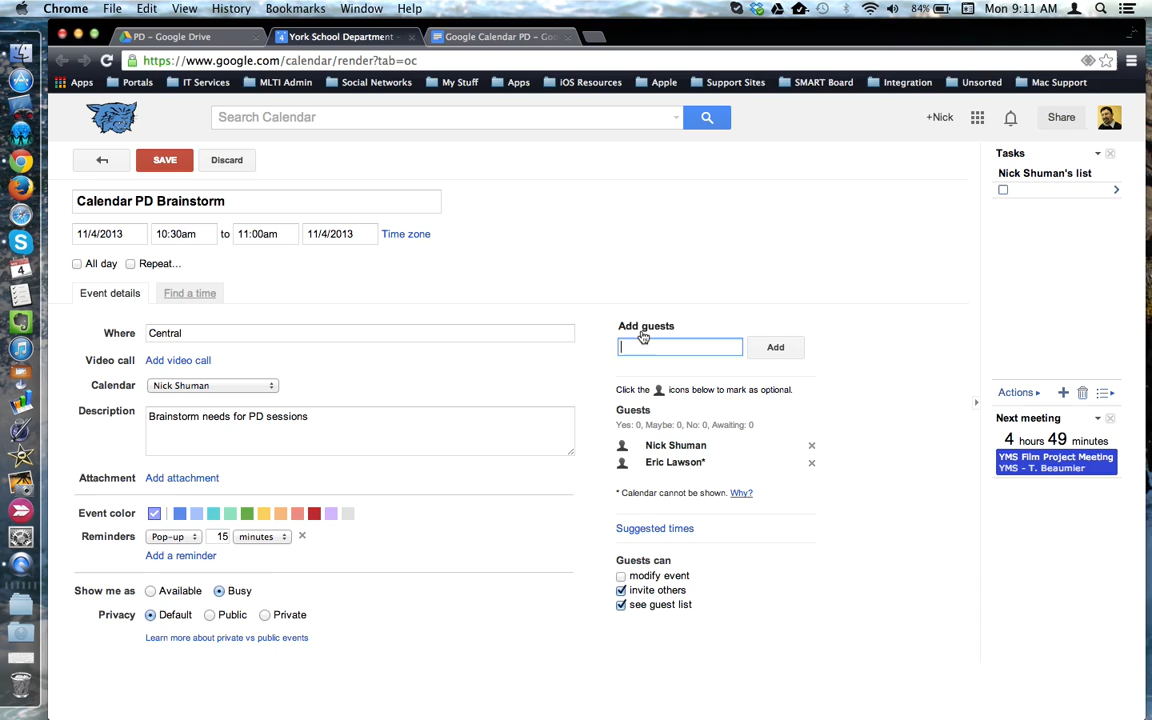 Chrome File Edit View History Bookmarks Window Help 84% Mon 9:11 AM
PD – Google Drive York School Department - Google Calendar PD – Goo
https://www.google.com/calendar/render?tab=oc
Apps Portals IT Services MLTI Admin Social Networks My Stuff Apps iOS Resources Apple Support Sites SMART Board Integration Unsorted Mac Support
Search Calendar +Nick Share
SAVE Discard
Calendar PD Brainstorm
11/4/2013 10:30am to 11:00am 11/4/2013 Time zone
All day Repeat...
Event details Find a time
Where Central
Video call Add video call
Calendar Nick Shuman
Description Brainstorm needs for PD sessions
Attachment Add attachment
Event color
Reminders Pop-up 15 minutes
Add a reminder
Show me as Available Busy
Privacy Default Public Private
Learn more about private vs public events
Add guests
Add
Click the icons below to mark as optional.
Guests
Yes: 0, Maybe: 0, No: 0, Awaiting: 0
Nick Shuman
Eric Lawson*
* Calendar cannot be shown. Why?
Suggested times
Guests can
modify event
invite others
see guest list
Tasks
Nick Shuman's list
Actions
Next meeting
4 hours 49 minutes
YMS Film Project Meeting
YMS - T. Beaumier
4